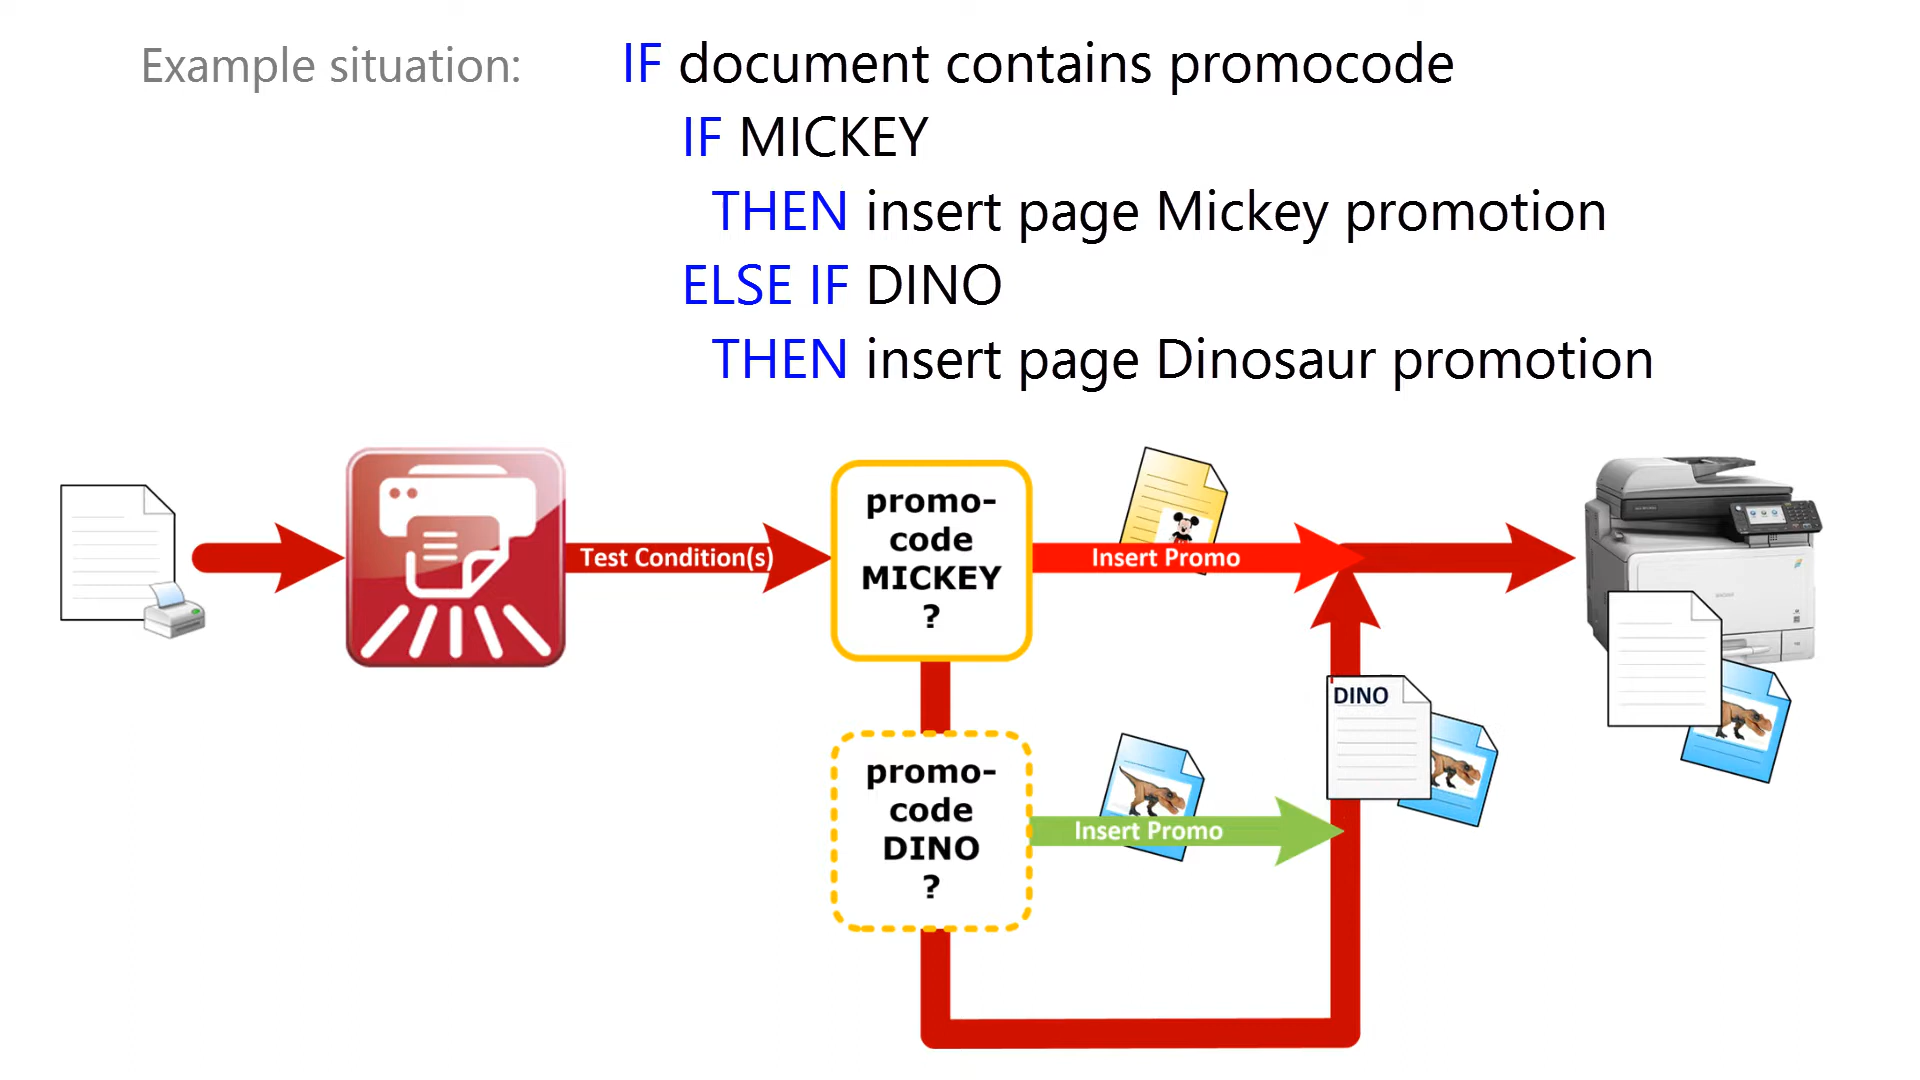 Example situation:
IF document contains promocode
IF MICKEY
THEN insert page Mickey promotion
ELSE IF DINO
THEN insert page Dinosaur promotion
Test Condition(s)
promo-
code
MICKEY
?
Insert Promo
promo-
code
DINO
?
Insert Promo
DINO